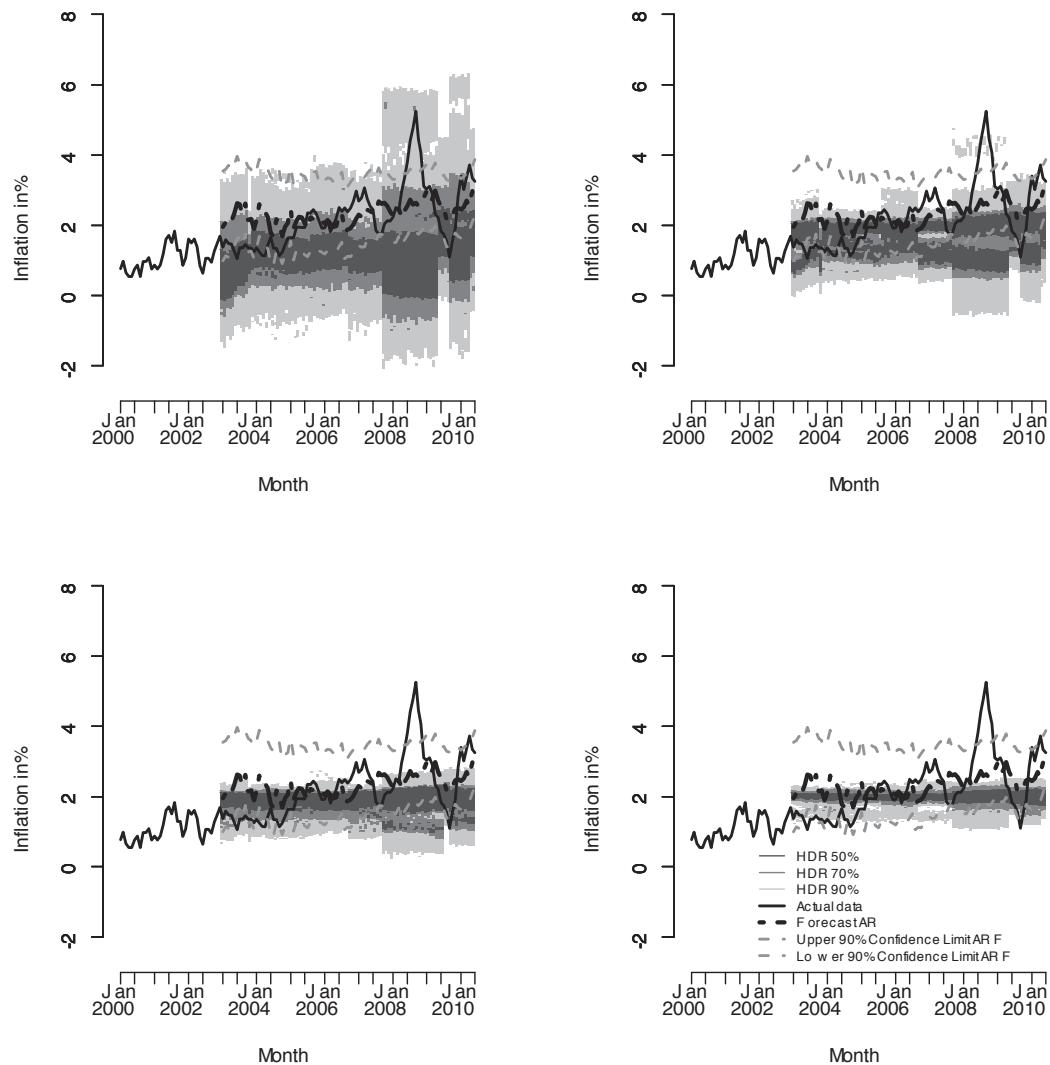 8
6
4
2
0
-2
Inflation in%
Jan 2000
Jan 2002
Jan 2004
Jan 2006
Jan 2008
Jan 2010
Month
8
6
4
2
0
-2
Inflation in%
Jan 2000
Jan 2002
Jan 2004
Jan 2006
Jan 2008
Jan 2010
Month
8
6
4
2
0
-2
Inflation in%
Jan 2000
Jan 2002
Jan 2004
Jan 2006
Jan 2008
Jan 2010
Month
8
6
4
2
0
-2
Inflation in%
HDR 50%
HDR 70%
HDR 90%
Actual data
Forecast AR
Upper 90% Confidence Limit AR F
Lower 90% Confidence Limit AR F
Jan 2000
Jan 2002
Jan 2004
Jan 2006
Jan 2008
Jan 2010
Month